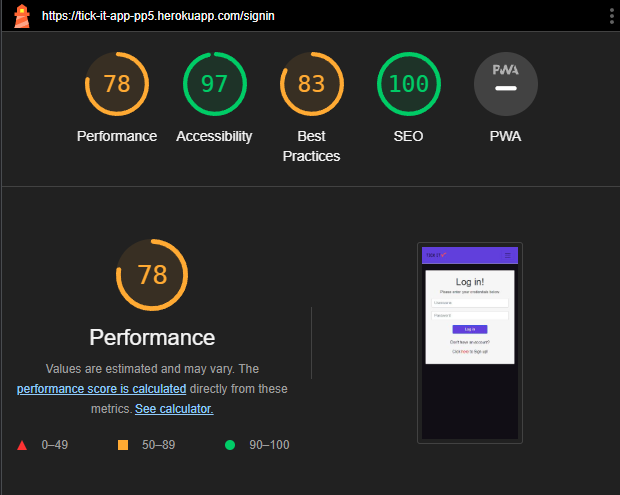 https://tick-it-app-pp5.herokuapp.com/signin
78
97
83
100
PWA
Performance
Accessibility
Best
Practices
SEO
PWA
78
Performance
Values are estimated and may vary. The
performance score is calculated directly from these
metrics. See calculator.
0–49
50–89
90–100
TICK IT
Log in!
Please enter your credentials below.
Username
Password
Log in
Don't have an account?
Click here to Sign up!